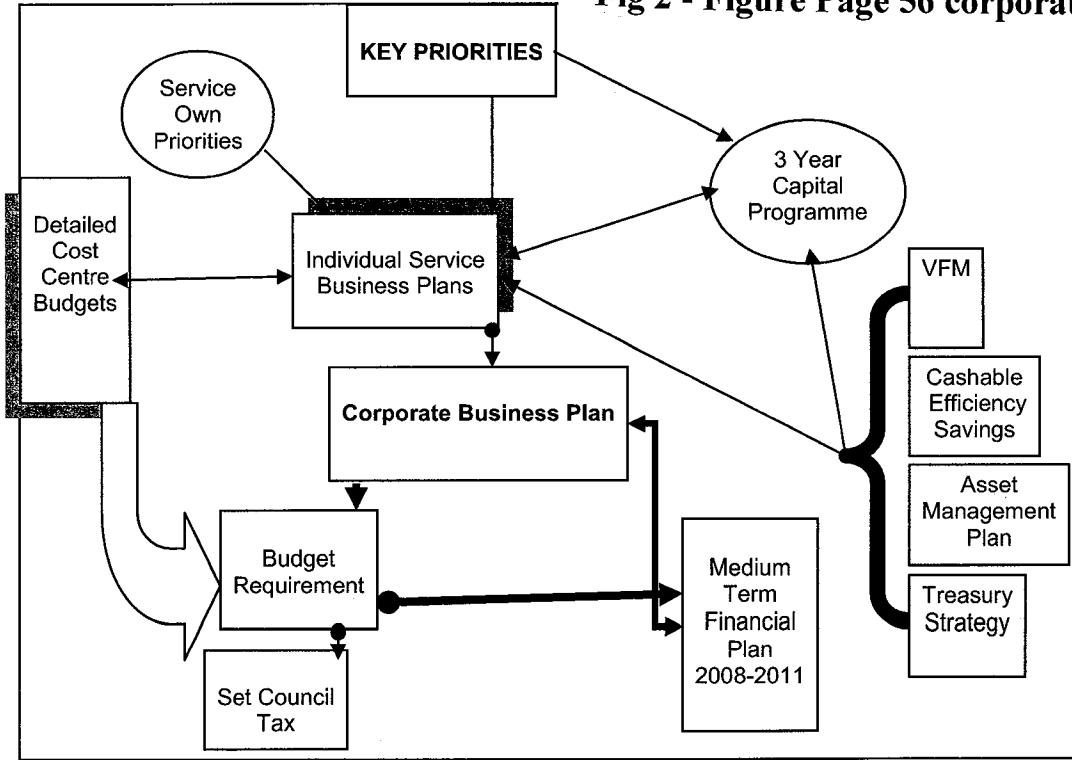 Fig 2 - Figure Page 56 corporat
KEY PRIORITIES
Service
Own
Priorities
3 Year
Capital
Programme
Detailed
Cost
Centre
Budgets
Individual Service
Business Plans
VFM
Cashable
Efficiency
Savings
Corporate Business Plan
Asset
Management
Plan
Budget
Requirement
Medium
Term
Financial
Plan
2008-2011
Treasury
Strategy
Set Council
Tax